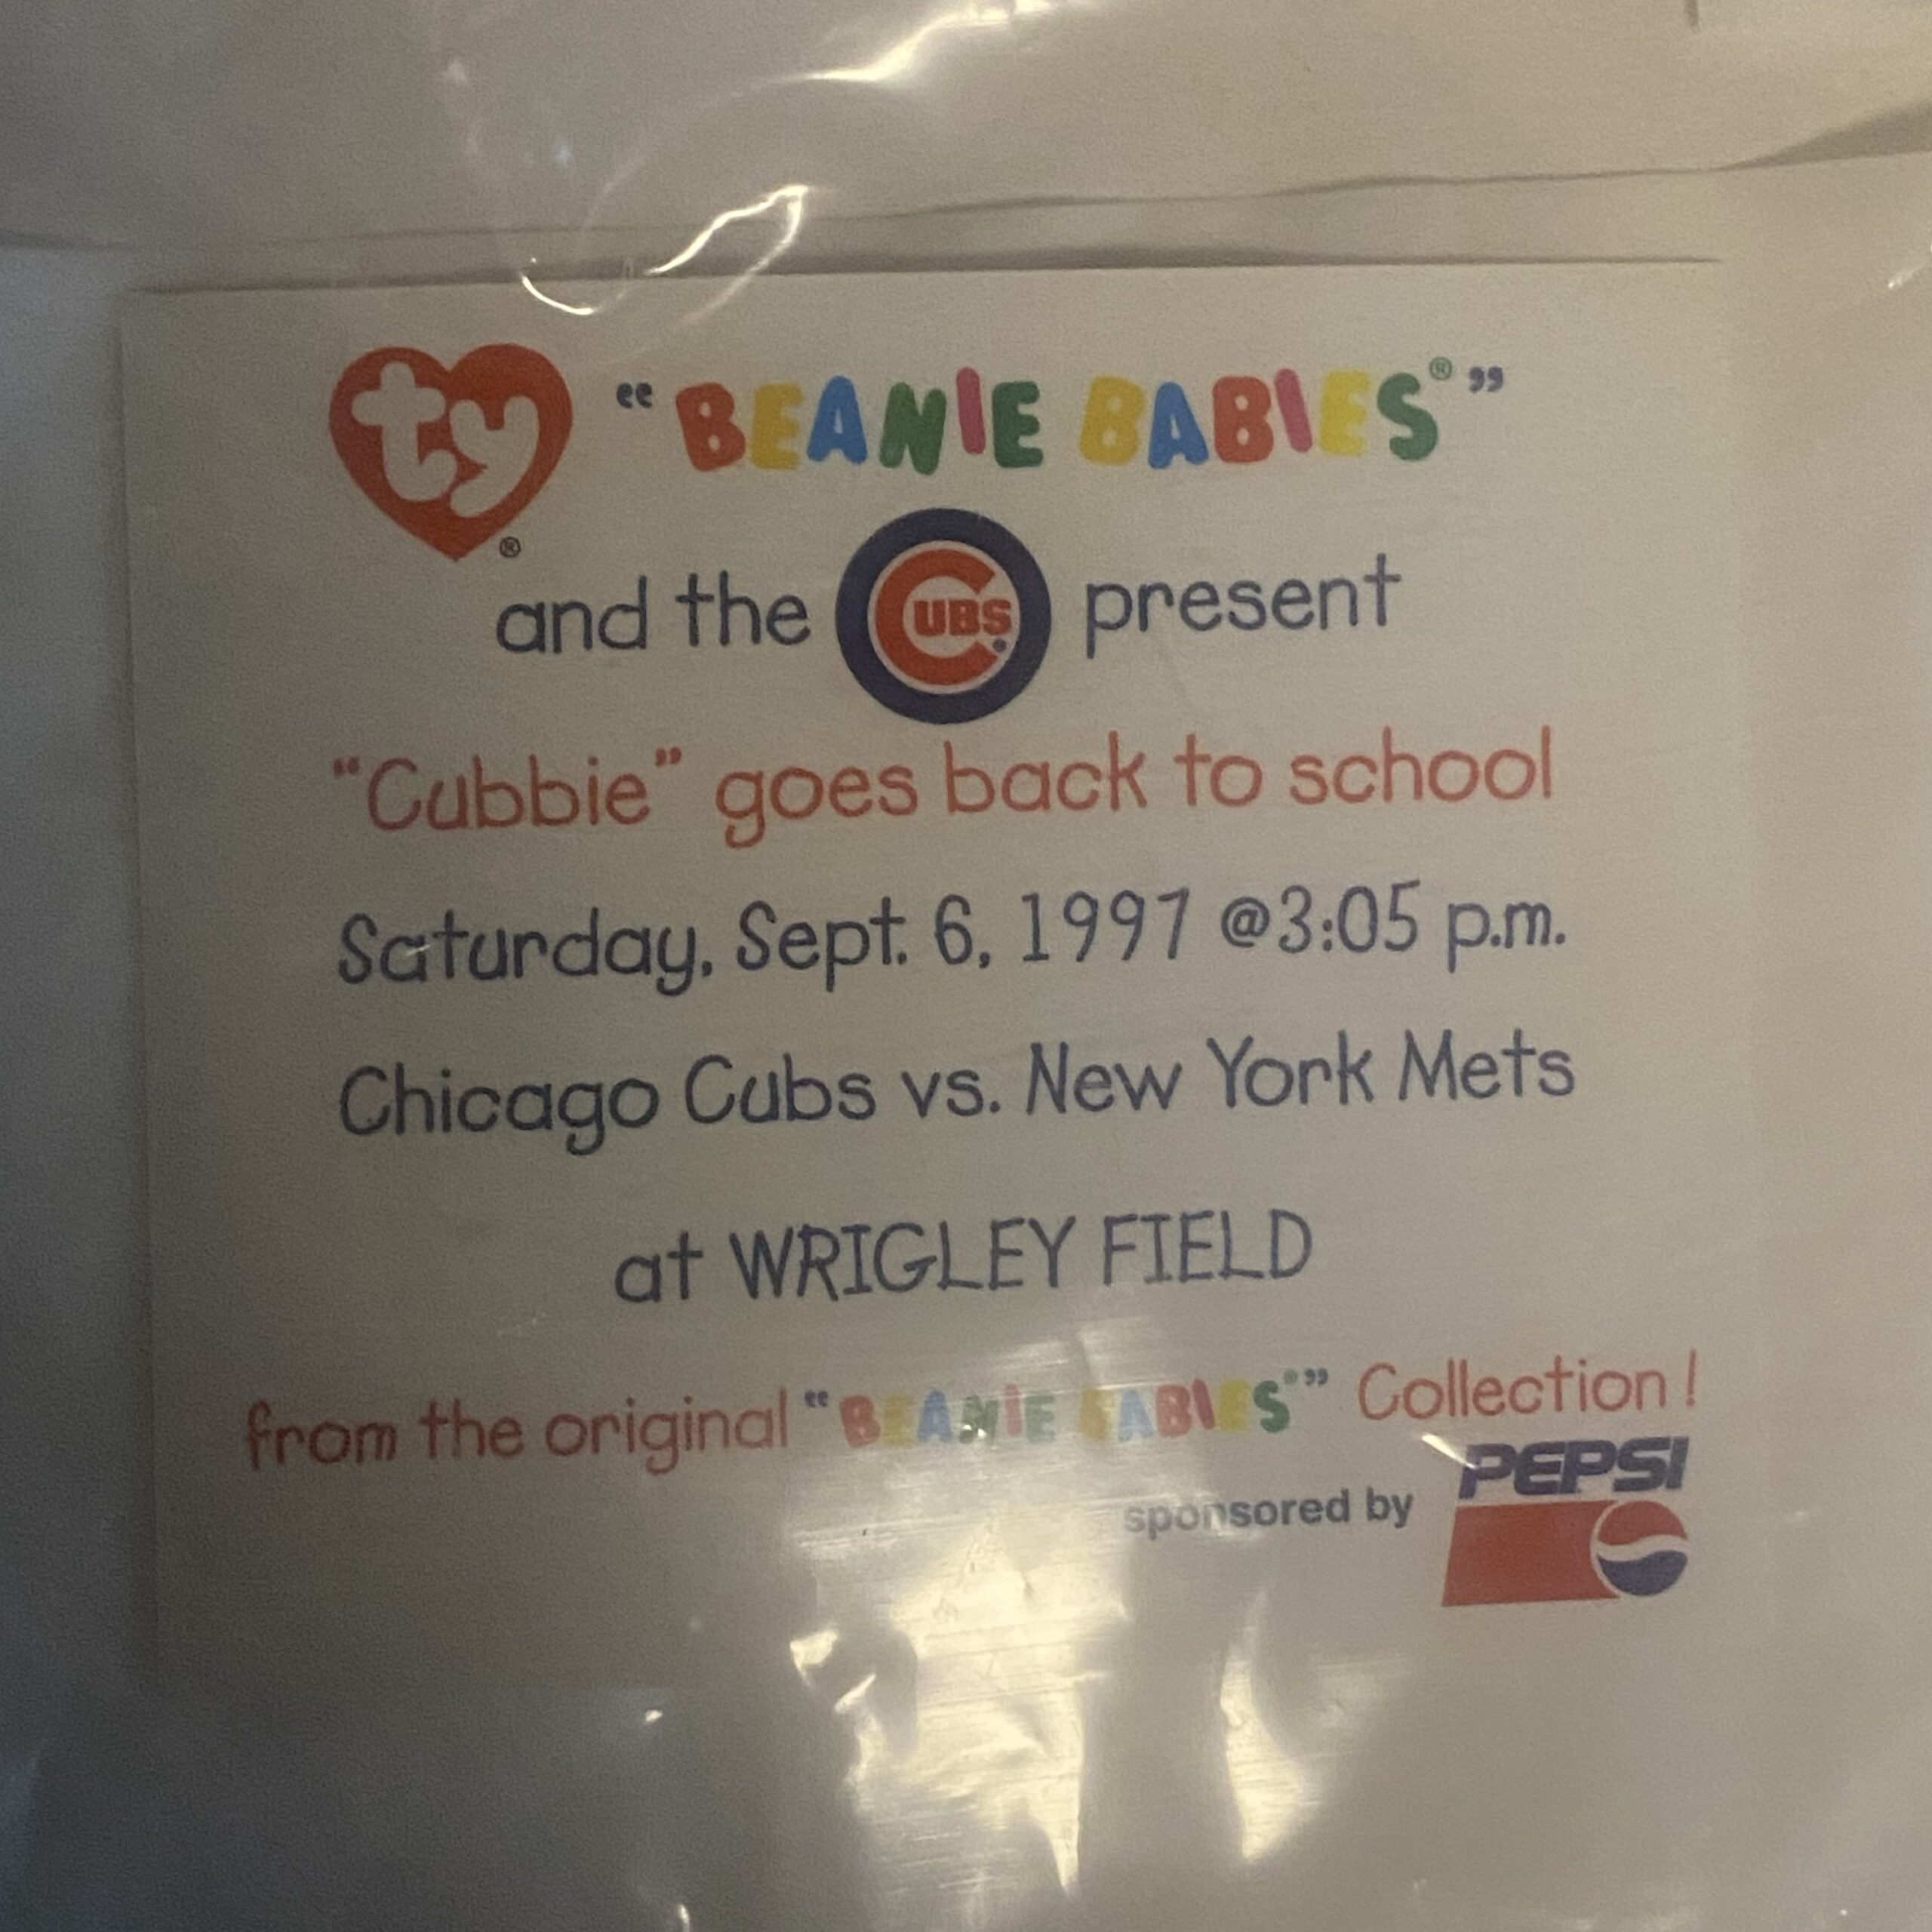 ty® “BEANIE BABIES®”
and the CUBS® present
“Cubbie” goes back to school
Saturday, Sept. 6, 1997 @3:05 p.m.
Chicago Cubs vs. New York Mets
at WRIGLEY FIELD
from the original “BEANIE BABIES®” Collection!
sponsored by PEPSI